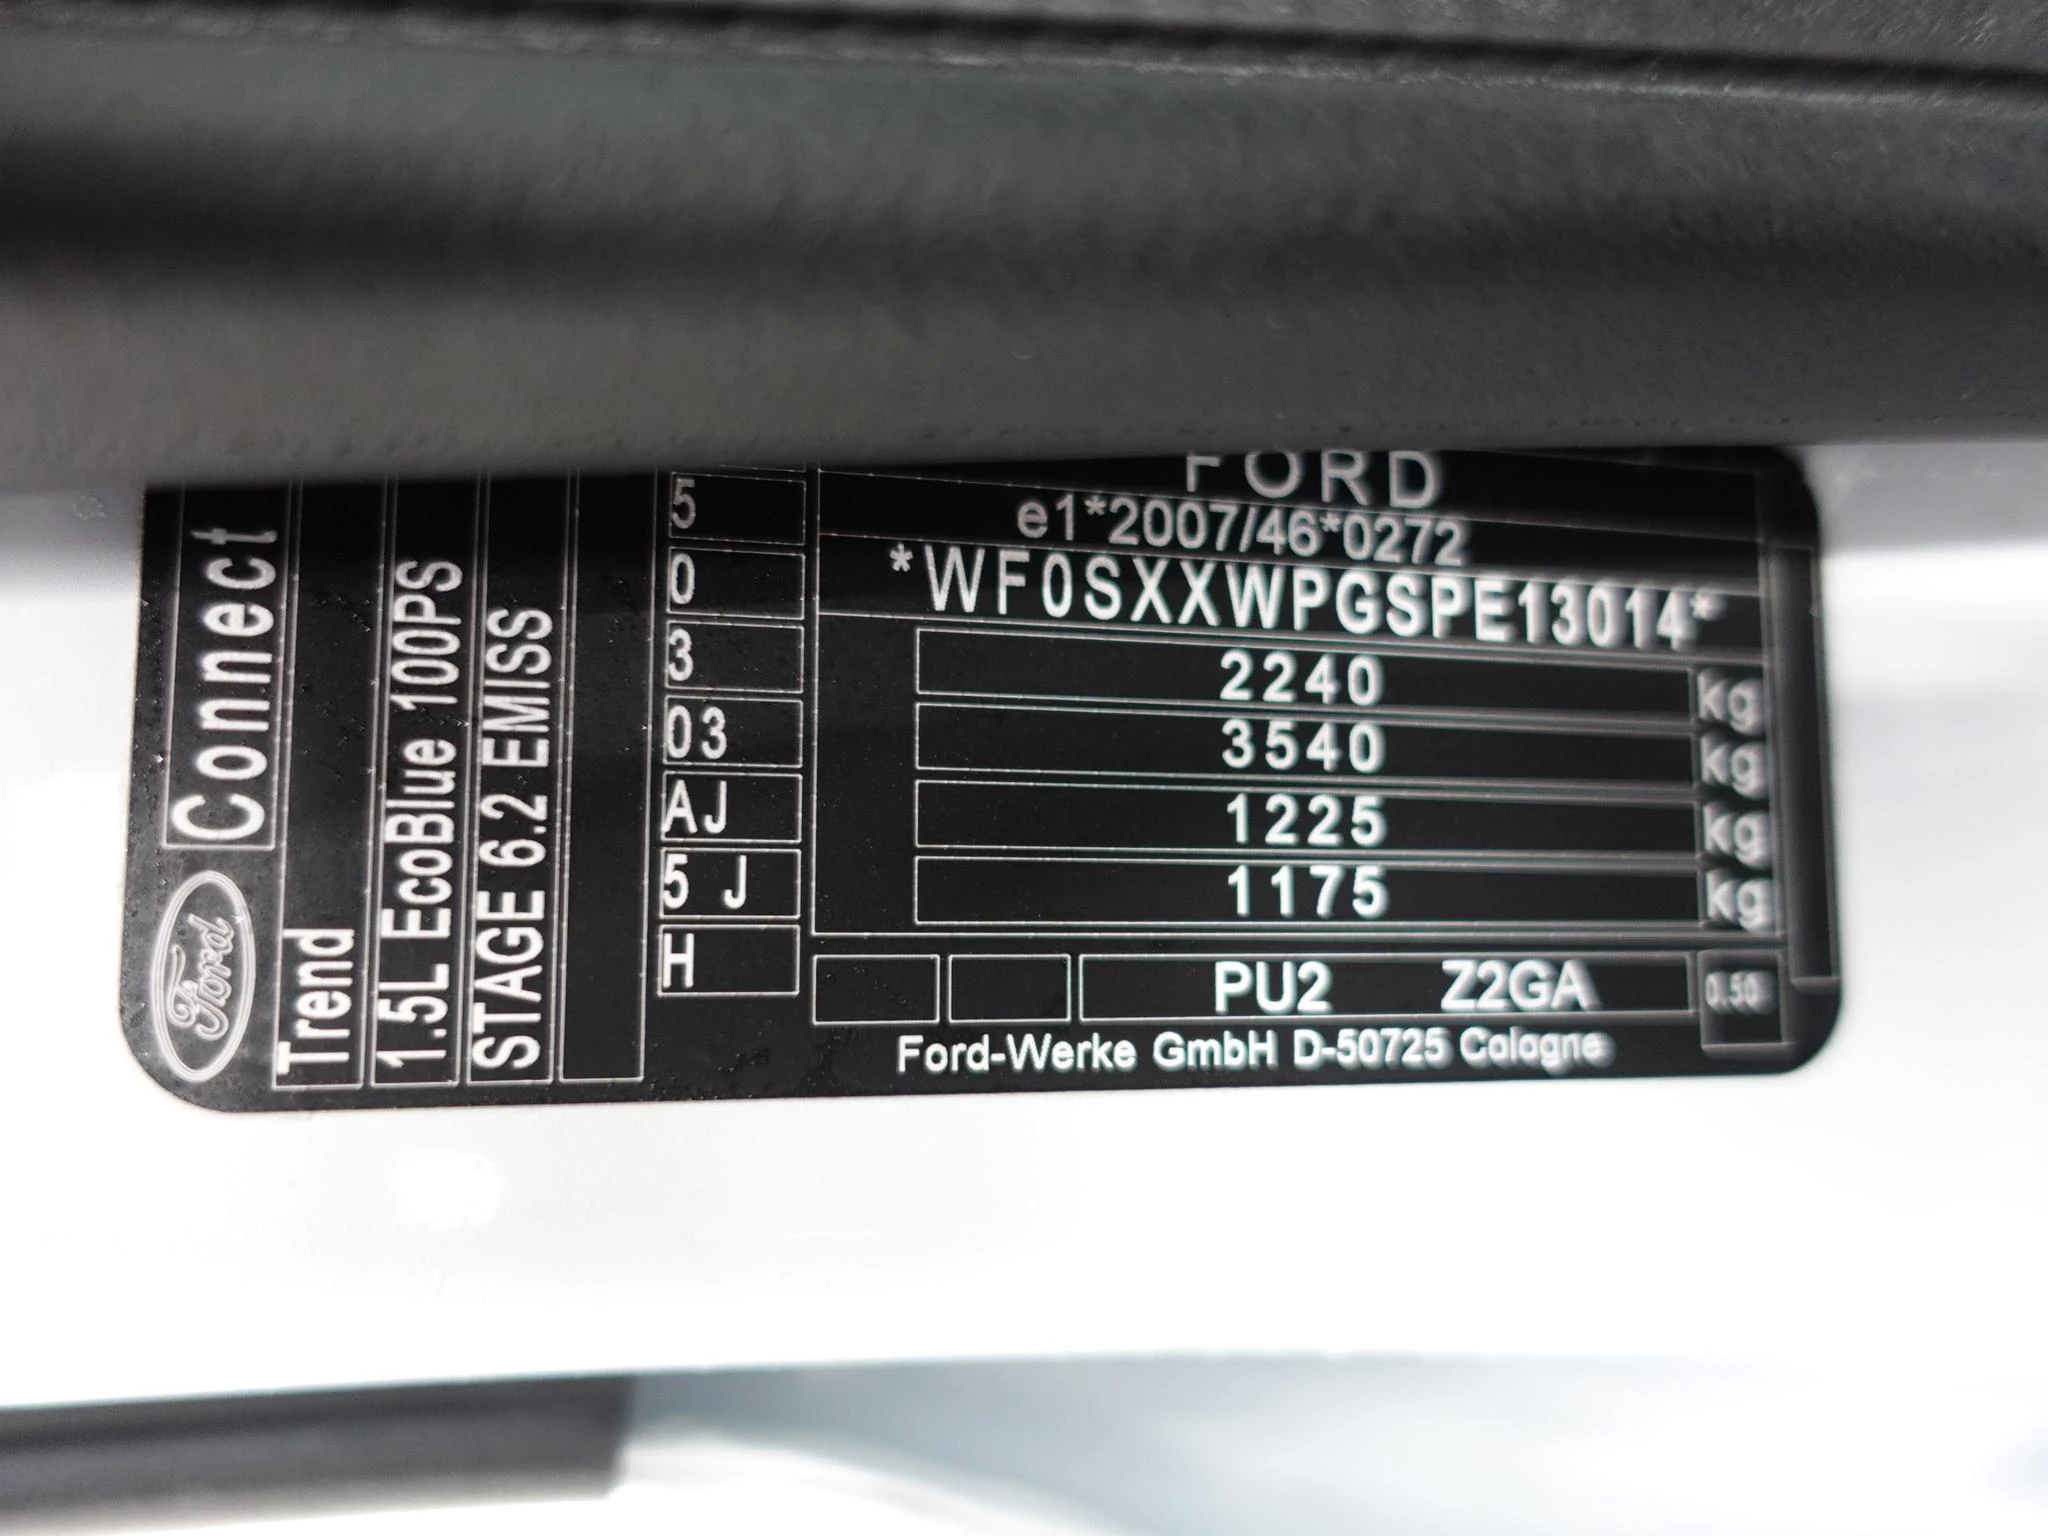 Ford
Connect
Trend
1.5L EcoBlue 100PS
STAGE 6.2 EMISS
5
0
3
03
AJ
5 J
H
FORD
e1*2007/46*0272
*WF0SXXWPGSPE13014*
2240 kg
3540 kg
1225 kg
1175 kg
PU2 Z2GA 0.50
Ford-Werke GmbH D-50725 Cologne